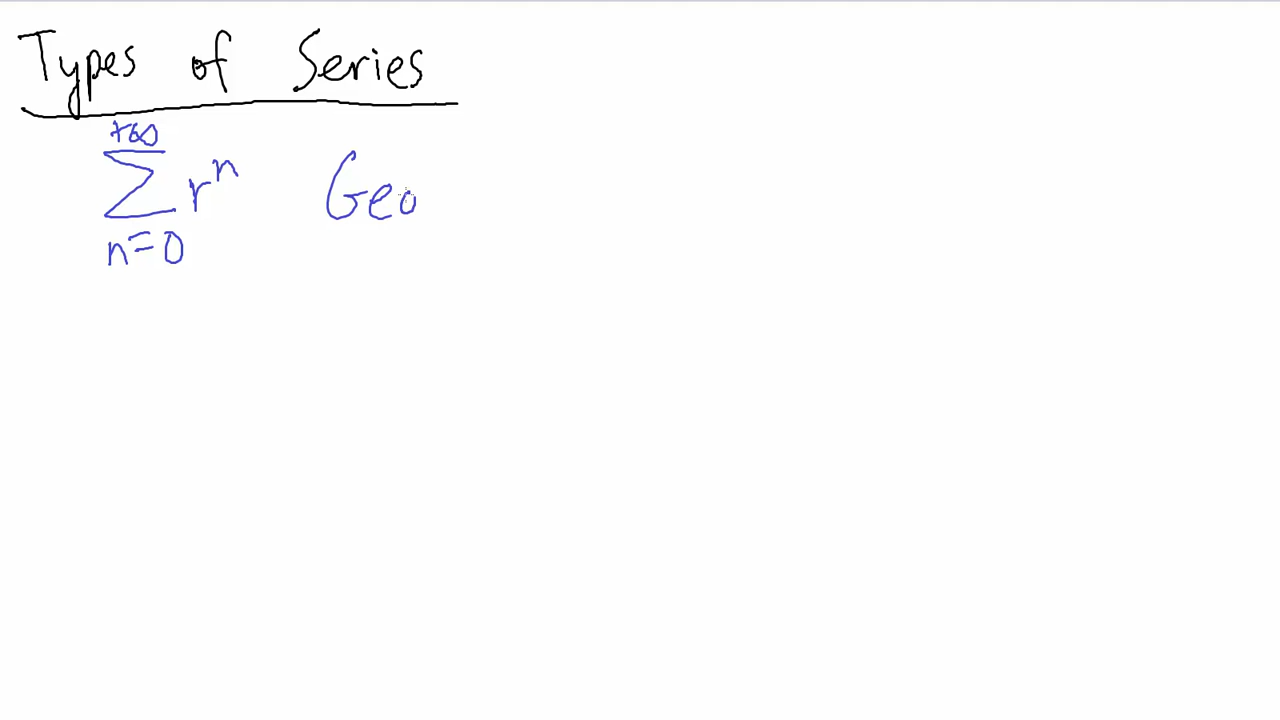 Types of Series
+∞
∑ rⁿ Geo
n=0